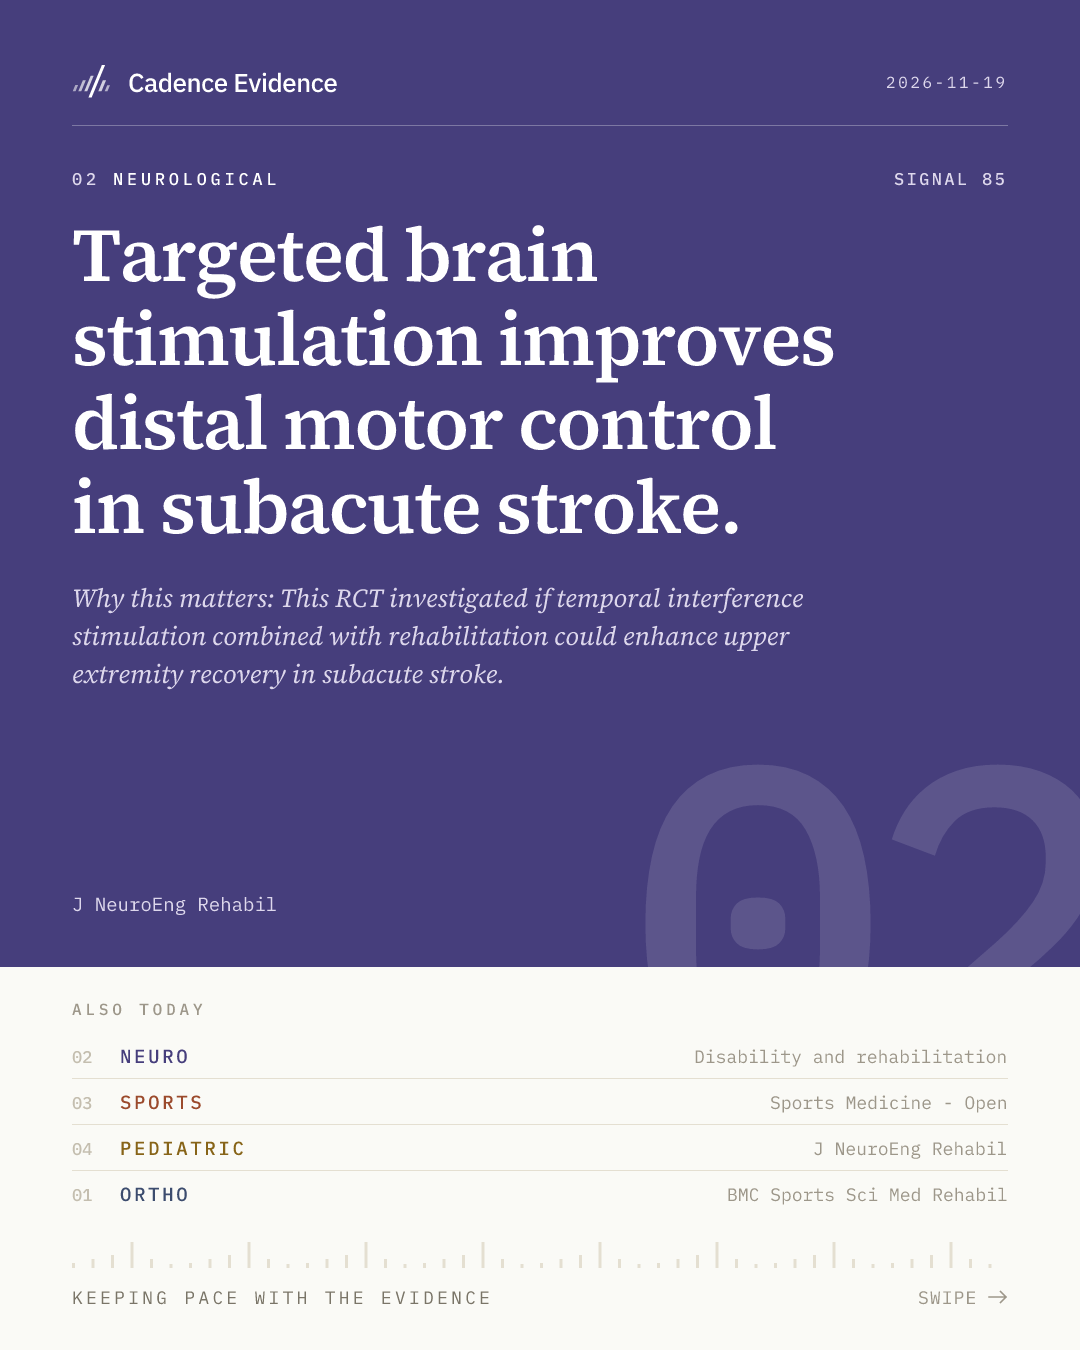 Cadence Evidence
2026-11-19
02 NEUROLOGICAL
SIGNAL 85
Targeted brain
stimulation improves
distal motor control
in subacute stroke.
Why this matters: This RCT investigated if temporal interference
stimulation combined with rehabilitation could enhance upper
extremity recovery in subacute stroke.
02
J NeuroEng Rehabil
ALSO TODAY
02 NEURO Disability and rehabilitation
03 SPORTS Sports Medicine - Open
04 PEDIATRIC J NeuroEng Rehabil
01 ORTHO BMC Sports Sci Med Rehabil
KEEPING PACE WITH THE EVIDENCE
SWIPE →